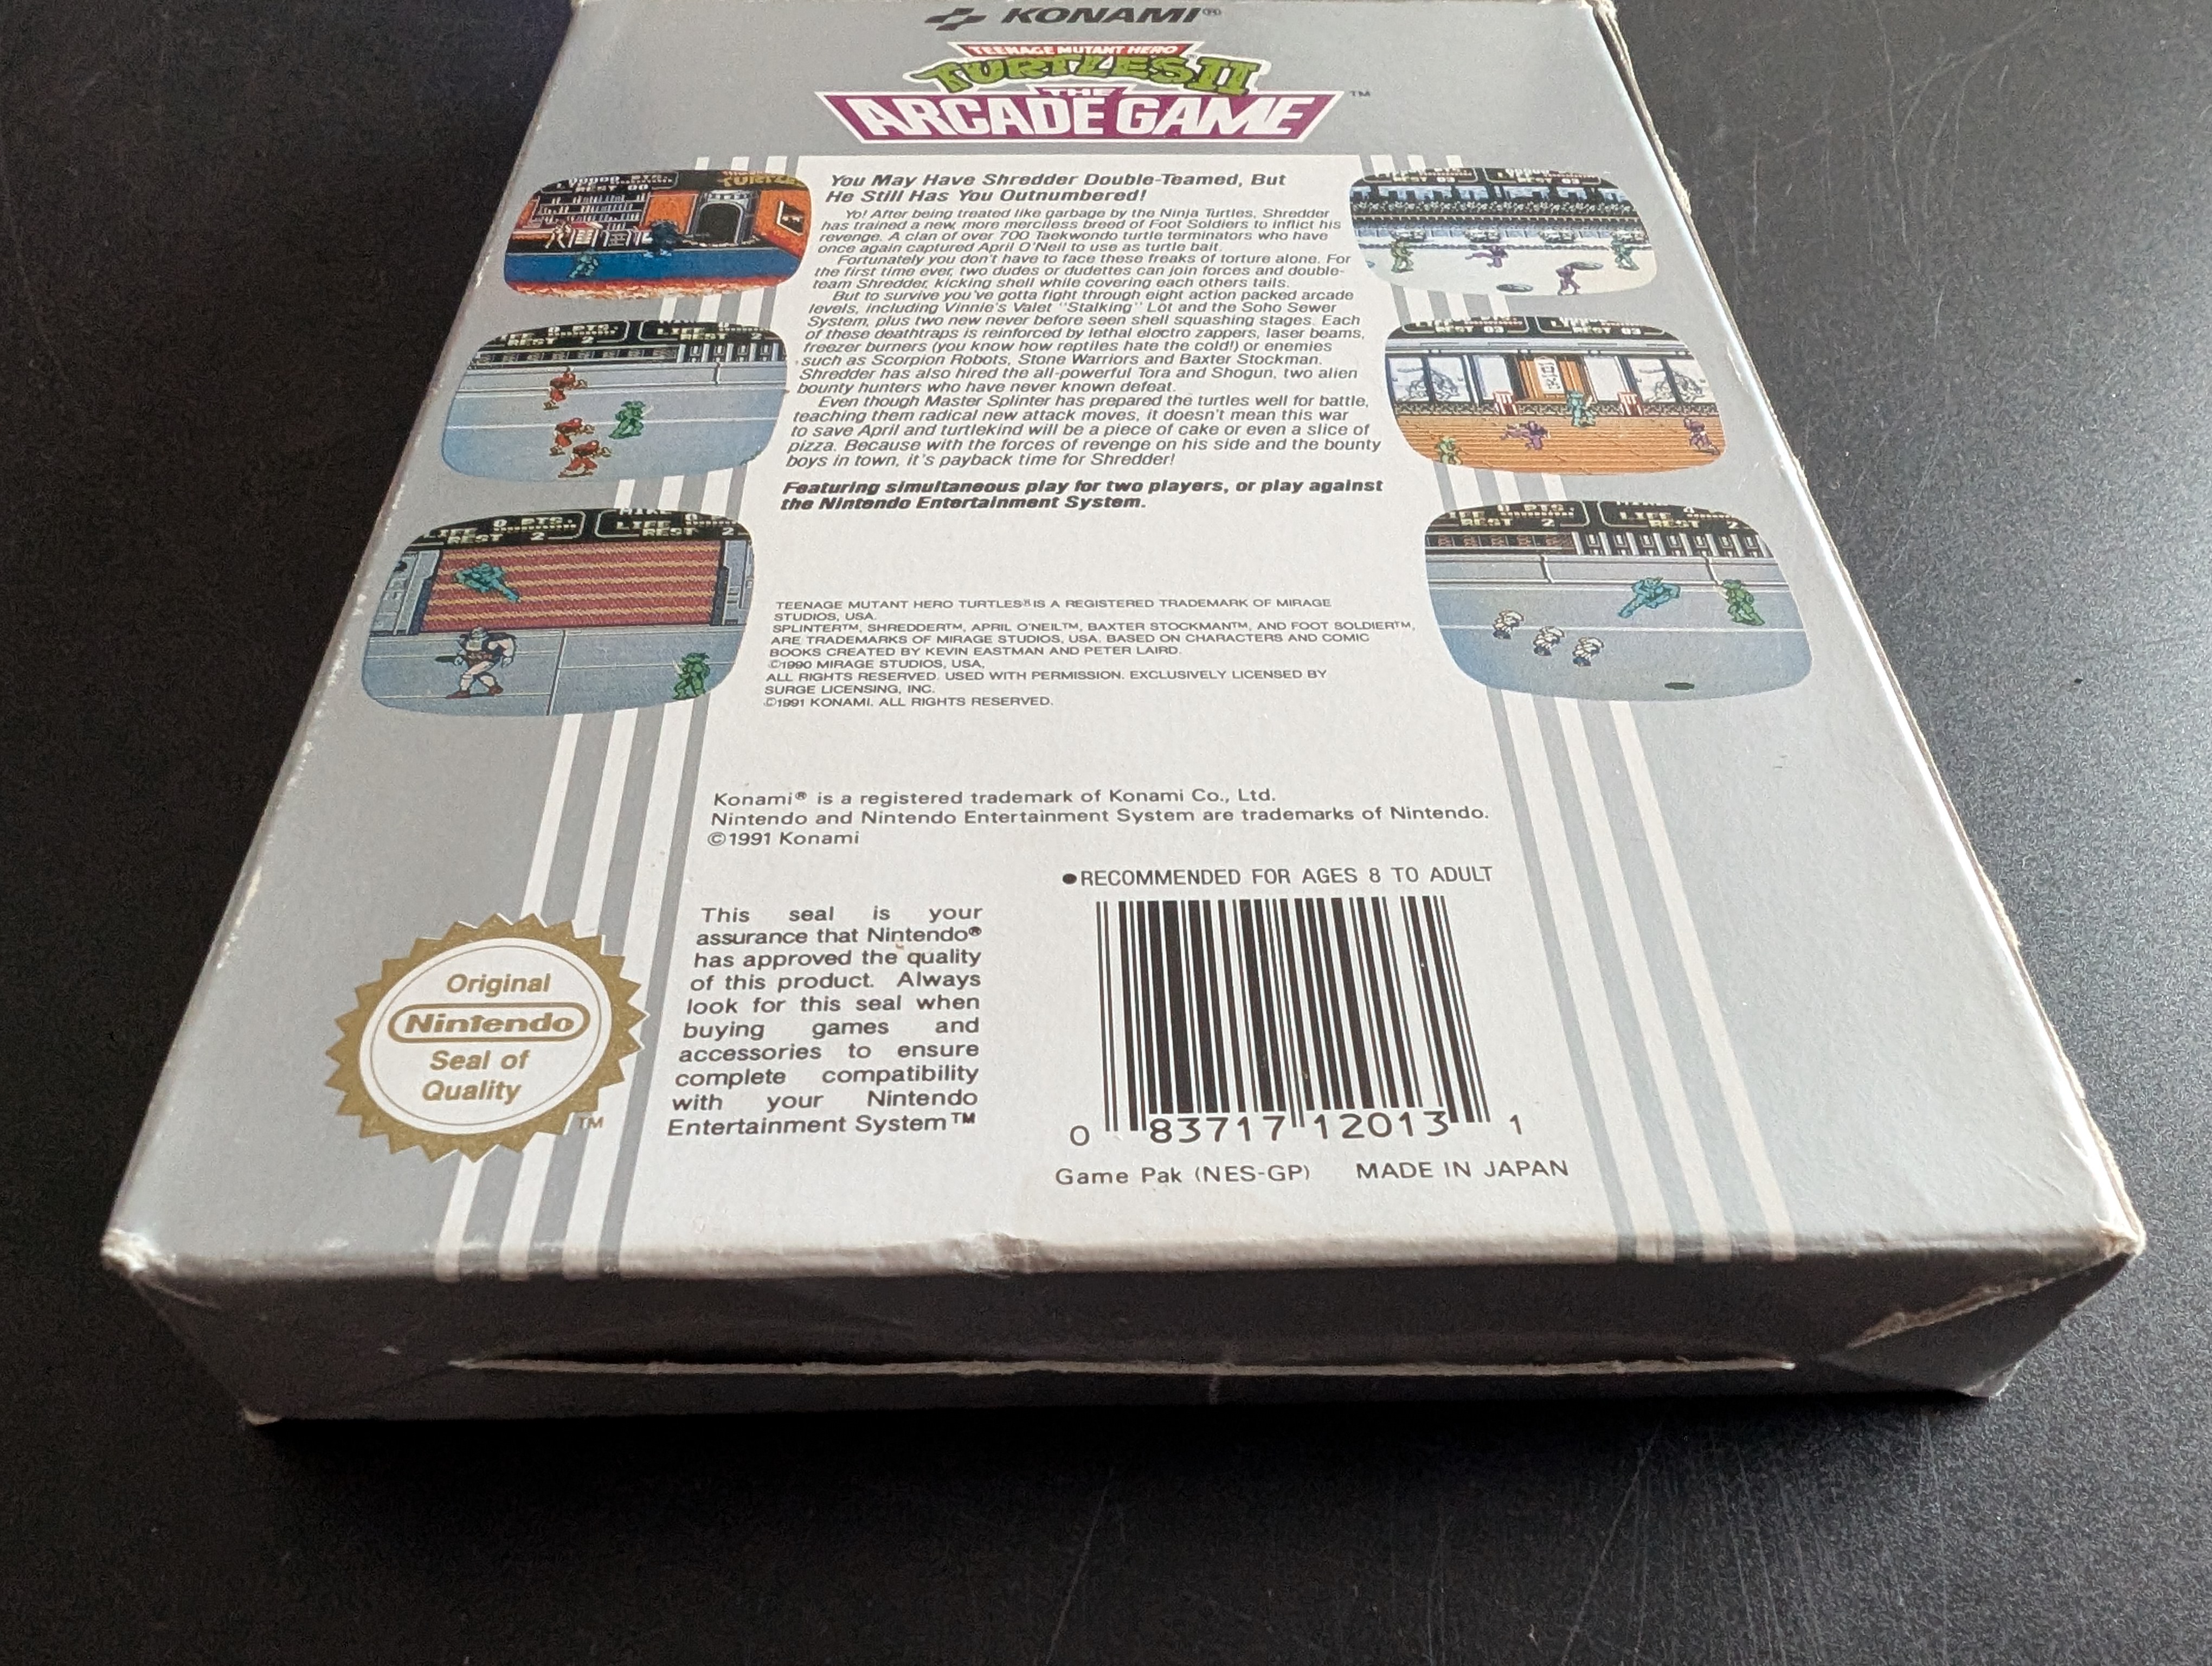 KONAMI®
TEENAGE MUTANT HERO
TURTLES II
THE
ARCADE GAME™
You May Have Shredder Double-Teamed, But
He Still Has You Outnumbered!
Yo! After being treated like garbage by the Ninja Turtles, Shredder
has trained a new, more merciless breed of Foot Soldiers to inflict his
revenge. A clan of over 700 Taekwondo turtle terminators who have
once again captured April O'Neil to use as turtle bait.
Fortunately you don't have to face these freaks of torture alone. For
the first time ever, two dudes or dudettes can join forces and double-
team Shredder, kicking shell while covering each others tails.
But to survive you've gotta fight through eight action packed arcade
levels, including Vinnie's Valet "Stalking" Lot and the Soho Sewer
System, plus two new never before seen shell squashing stages. Each
of these deathtraps is reinforced by lethal electro zappers, laser beams,
freezer burners (you know how reptiles hate the cold!) or enemies
such as Scorpion Robots, Stone Warriors and Baxter Stockman.
Shredder has also hired the all-powerful Tora and Shogun, two alien
bounty hunters who have never known defeat.
Even though Master Splinter has prepared the turtles well for battle,
teaching them radical new attack moves, it doesn't mean this war
to save April and turtlekind will be a piece of cake or even a slice of
pizza. Because with the forces of revenge on his side and the bounty
boys in town, it's payback time for Shredder!
Featuring simultaneous play for two players, or play against
the Nintendo Entertainment System.
TEENAGE MUTANT HERO TURTLES® IS A REGISTERED TRADEMARK OF MIRAGE
STUDIOS, USA.
SPLINTER™, SHREDDER™, APRIL O'NEIL™, BAXTER STOCKMAN™, AND FOOT SOLDIER™,
ARE TRADEMARKS OF MIRAGE STUDIOS, USA. BASED ON CHARACTERS AND COMIC
BOOKS CREATED BY KEVIN EASTMAN AND PETER LAIRD.
©1990 MIRAGE STUDIOS, USA,
ALL RIGHTS RESERVED. USED WITH PERMISSION. EXCLUSIVELY LICENSED BY
SURGE LICENSING, INC.
©1991 KONAMI. ALL RIGHTS RESERVED.
Konami® is a registered trademark of Konami Co., Ltd.
Nintendo and Nintendo Entertainment System are trademarks of Nintendo.
©1991 Konami
●RECOMMENDED FOR AGES 8 TO ADULT
Original
Nintendo
Seal of
Quality
TM
This seal is your
assurance that Nintendo®
has approved the quality
of this product. Always
look for this seal when
buying games and
accessories to ensure
complete compatibility
with your Nintendo
Entertainment System™
0 83717 12013 1
Game Pak (NES-GP) MADE IN JAPAN